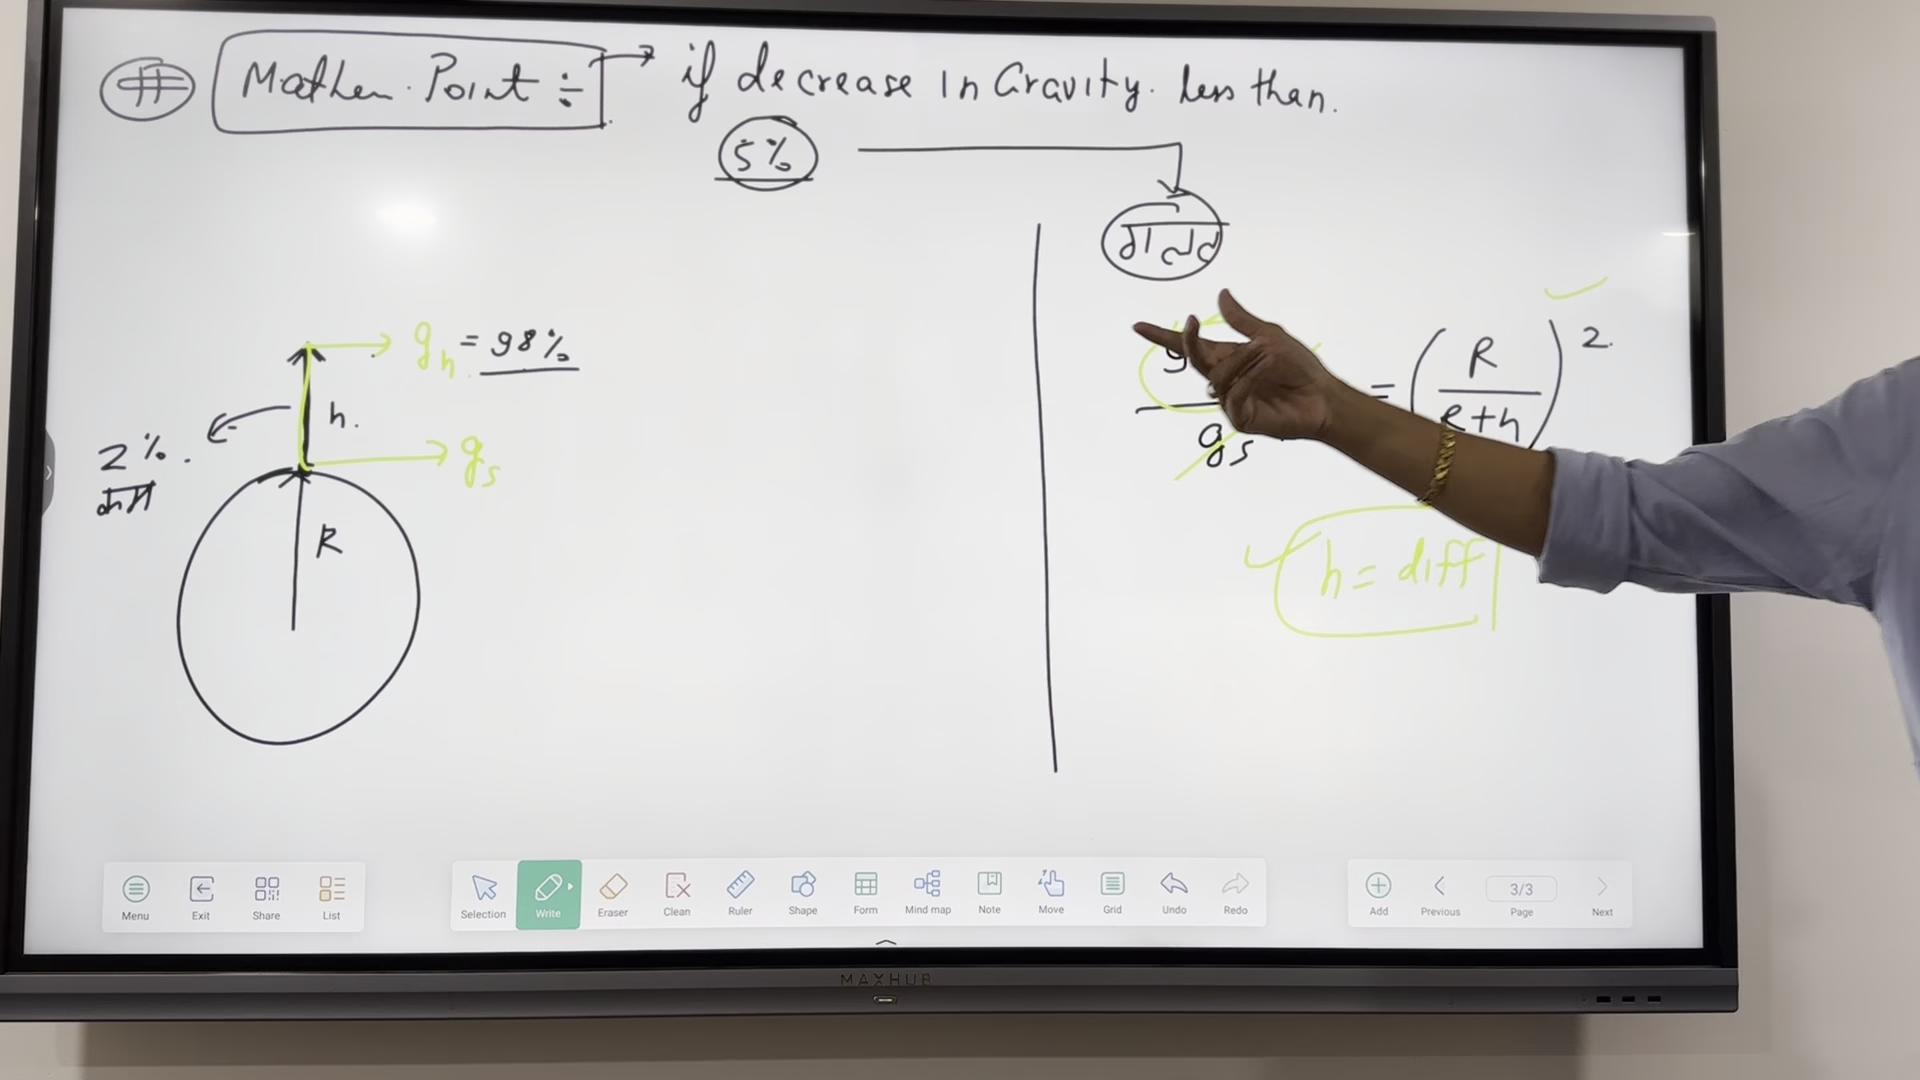 # Mathem. Point ÷ → if decrease in Gravity. less than.
5%
गलत
gₕ = 98%
h.
2%.
कम
gₛ
R
g
gₛ
= (R / R+h)²
h = diff
Menu Exit Share List
Selection Write Eraser Clean Ruler Shape Form Mind map Note Move Grid Undo Redo
Add Previous 3/3 Page Next
MAXHUB